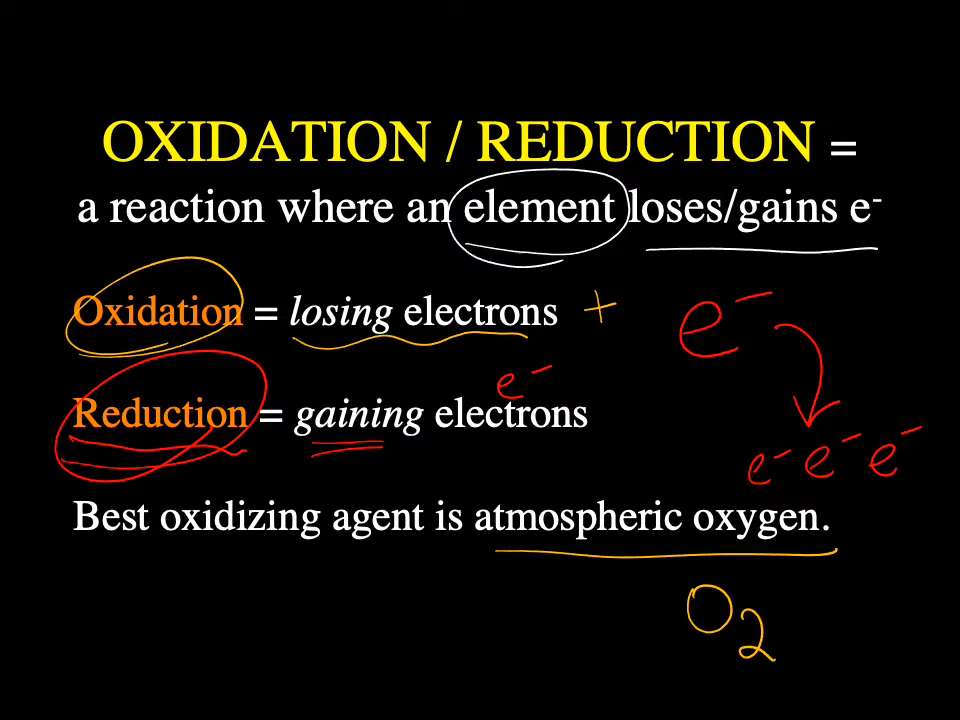 OXIDATION / REDUCTION =
a reaction where an element loses/gains e⁻
Oxidation = losing electrons +
e⁻
e⁻
Reduction = gaining electrons
e⁻ e⁻ e⁻
Best oxidizing agent is atmospheric oxygen.
O₂